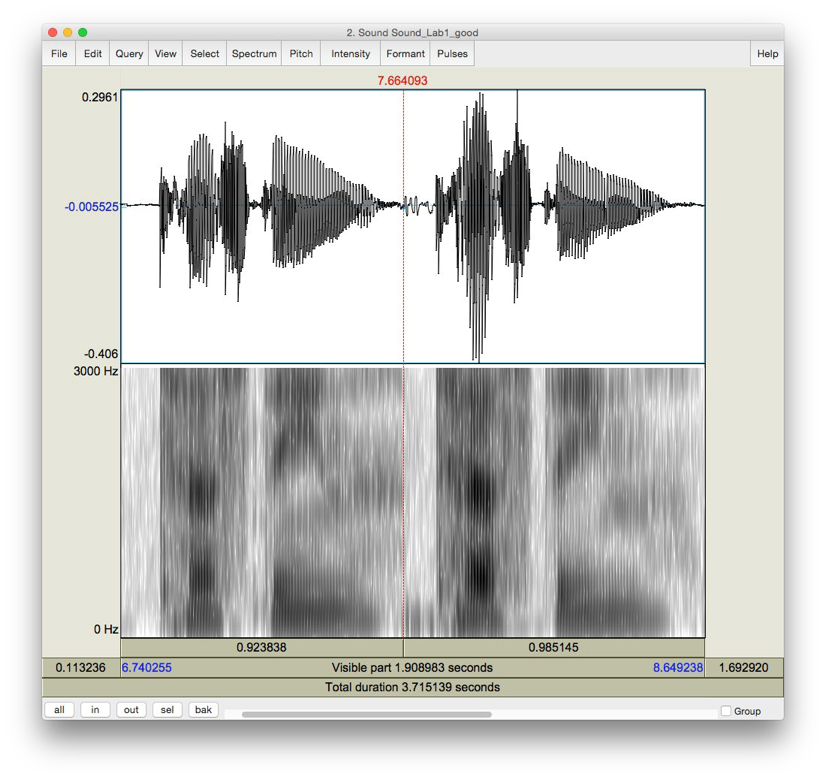 2. Sound Sound_Lab1_good
File Edit Query View Select Spectrum Pitch Intensity Formant Pulses Help
7.664093
0.2961
-0.005525
-0.406
3000 Hz
0 Hz
0.923838 0.985145
0.113236 6.740255 Visible part 1.908983 seconds 8.649238 1.692920
Total duration 3.715139 seconds
all in out sel bak Group